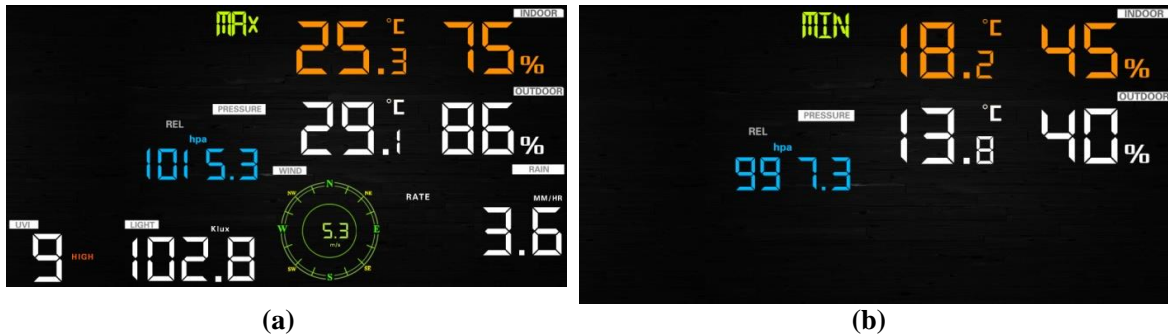 MAX 25.3 °C 75% INDOOR
PRESSURE 29.1 °C 86% OUTDOOR
REL
hpa
1015.3
WIND
RAIN
N
NW NE
RATE
MM/HR
3.6
UVI
9 HIGH
LIGHT
Klux
102.8
W 5.3 E
m/s
SW SE
S
(a)
MIN 18.2 °C 45% INDOOR
PRESSURE 13.8 °C 40% OUTDOOR
REL
hpa
997.3
(b)